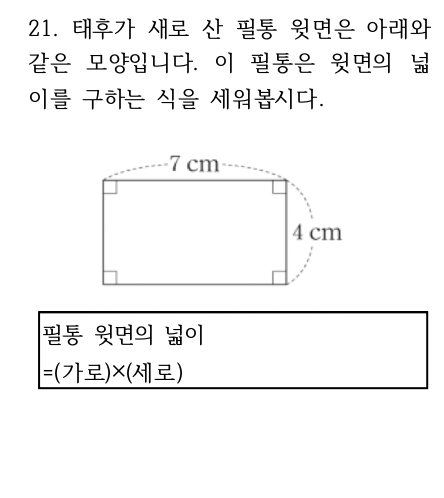 21. 태후가 새로 산 필통 윗면은 아래와
같은 모양입니다. 이 필통은 윗면의 넓
이를 구하는 식을 세워봅시다.
7 cm
4 cm
필통 윗면의 넓이
=(가로)×(세로)